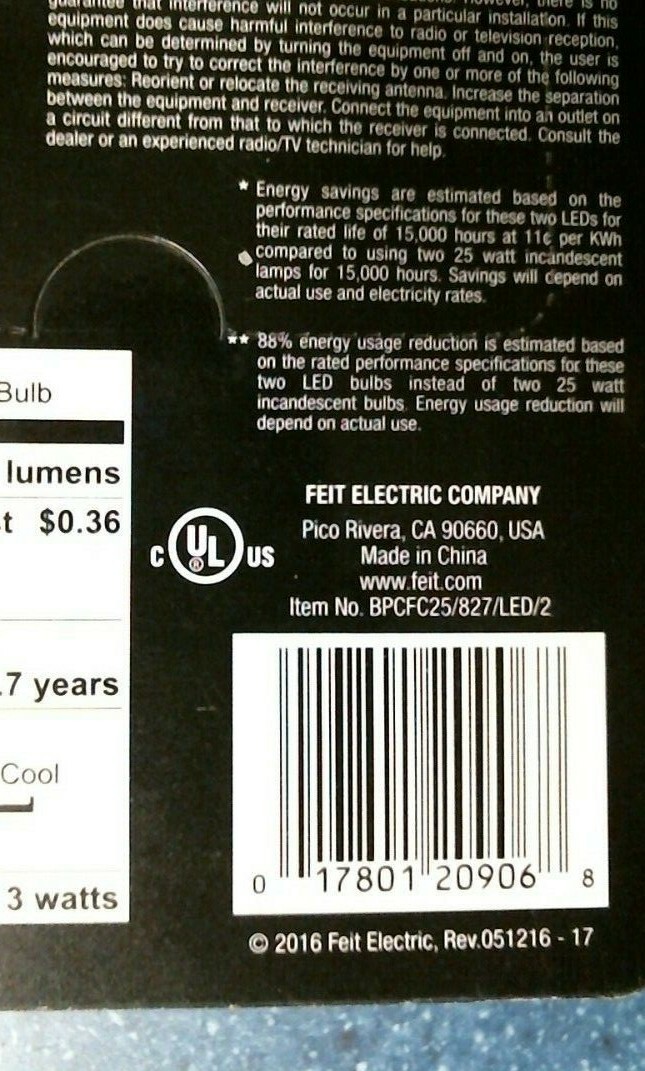 guarantee that interference will not occur in a particular installation. If this
equipment does cause harmful interference to radio or television reception,
which can be determined by turning the equipment off and on, the user is
encouraged to try to correct the interference by one or more of the following
measures: Reorient or relocate the receiving antenna. Increase the separation
between the equipment and receiver. Connect the equipment into an outlet on
a circuit different from that to which the receiver is connected. Consult the
dealer or an experienced radio/TV technician for help.
* Energy savings are estimated based on the
performance specifications for these two LEDs for
their rated life of 15,000 hours at 11¢ per KWh
compared to using two 25 watt incandescent
lamps for 15,000 hours. Savings will depend on
actual use and electricity rates.
** 88% energy usage reduction is estimated based
on the rated performance specifications for these
two LED bulbs instead of two 25 watt
incandescent bulbs. Energy usage reduction will
depend on actual use.
Bulb
lumens
t $0.36
.7 years
Cool
3 watts
C UL® US
FEIT ELECTRIC COMPANY
Pico Rivera, CA 90660, USA
Made in China
www.feit.com
Item No. BPCFC25/827/LED/2
0 17801 20906 8
© 2016 Feit Electric, Rev.051216 - 17